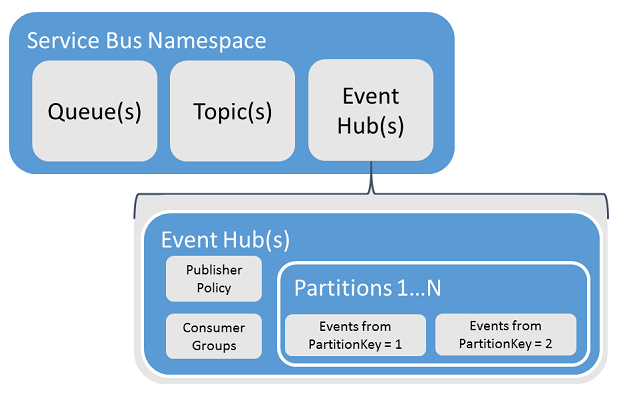 Service Bus Namespace
Queue(s)
Topic(s)
Event
Hub(s)
Event Hub(s)
Publisher
Policy
Consumer
Groups
Partitions 1...N
Events from
PartitionKey = 1
Events from
PartitionKey = 2